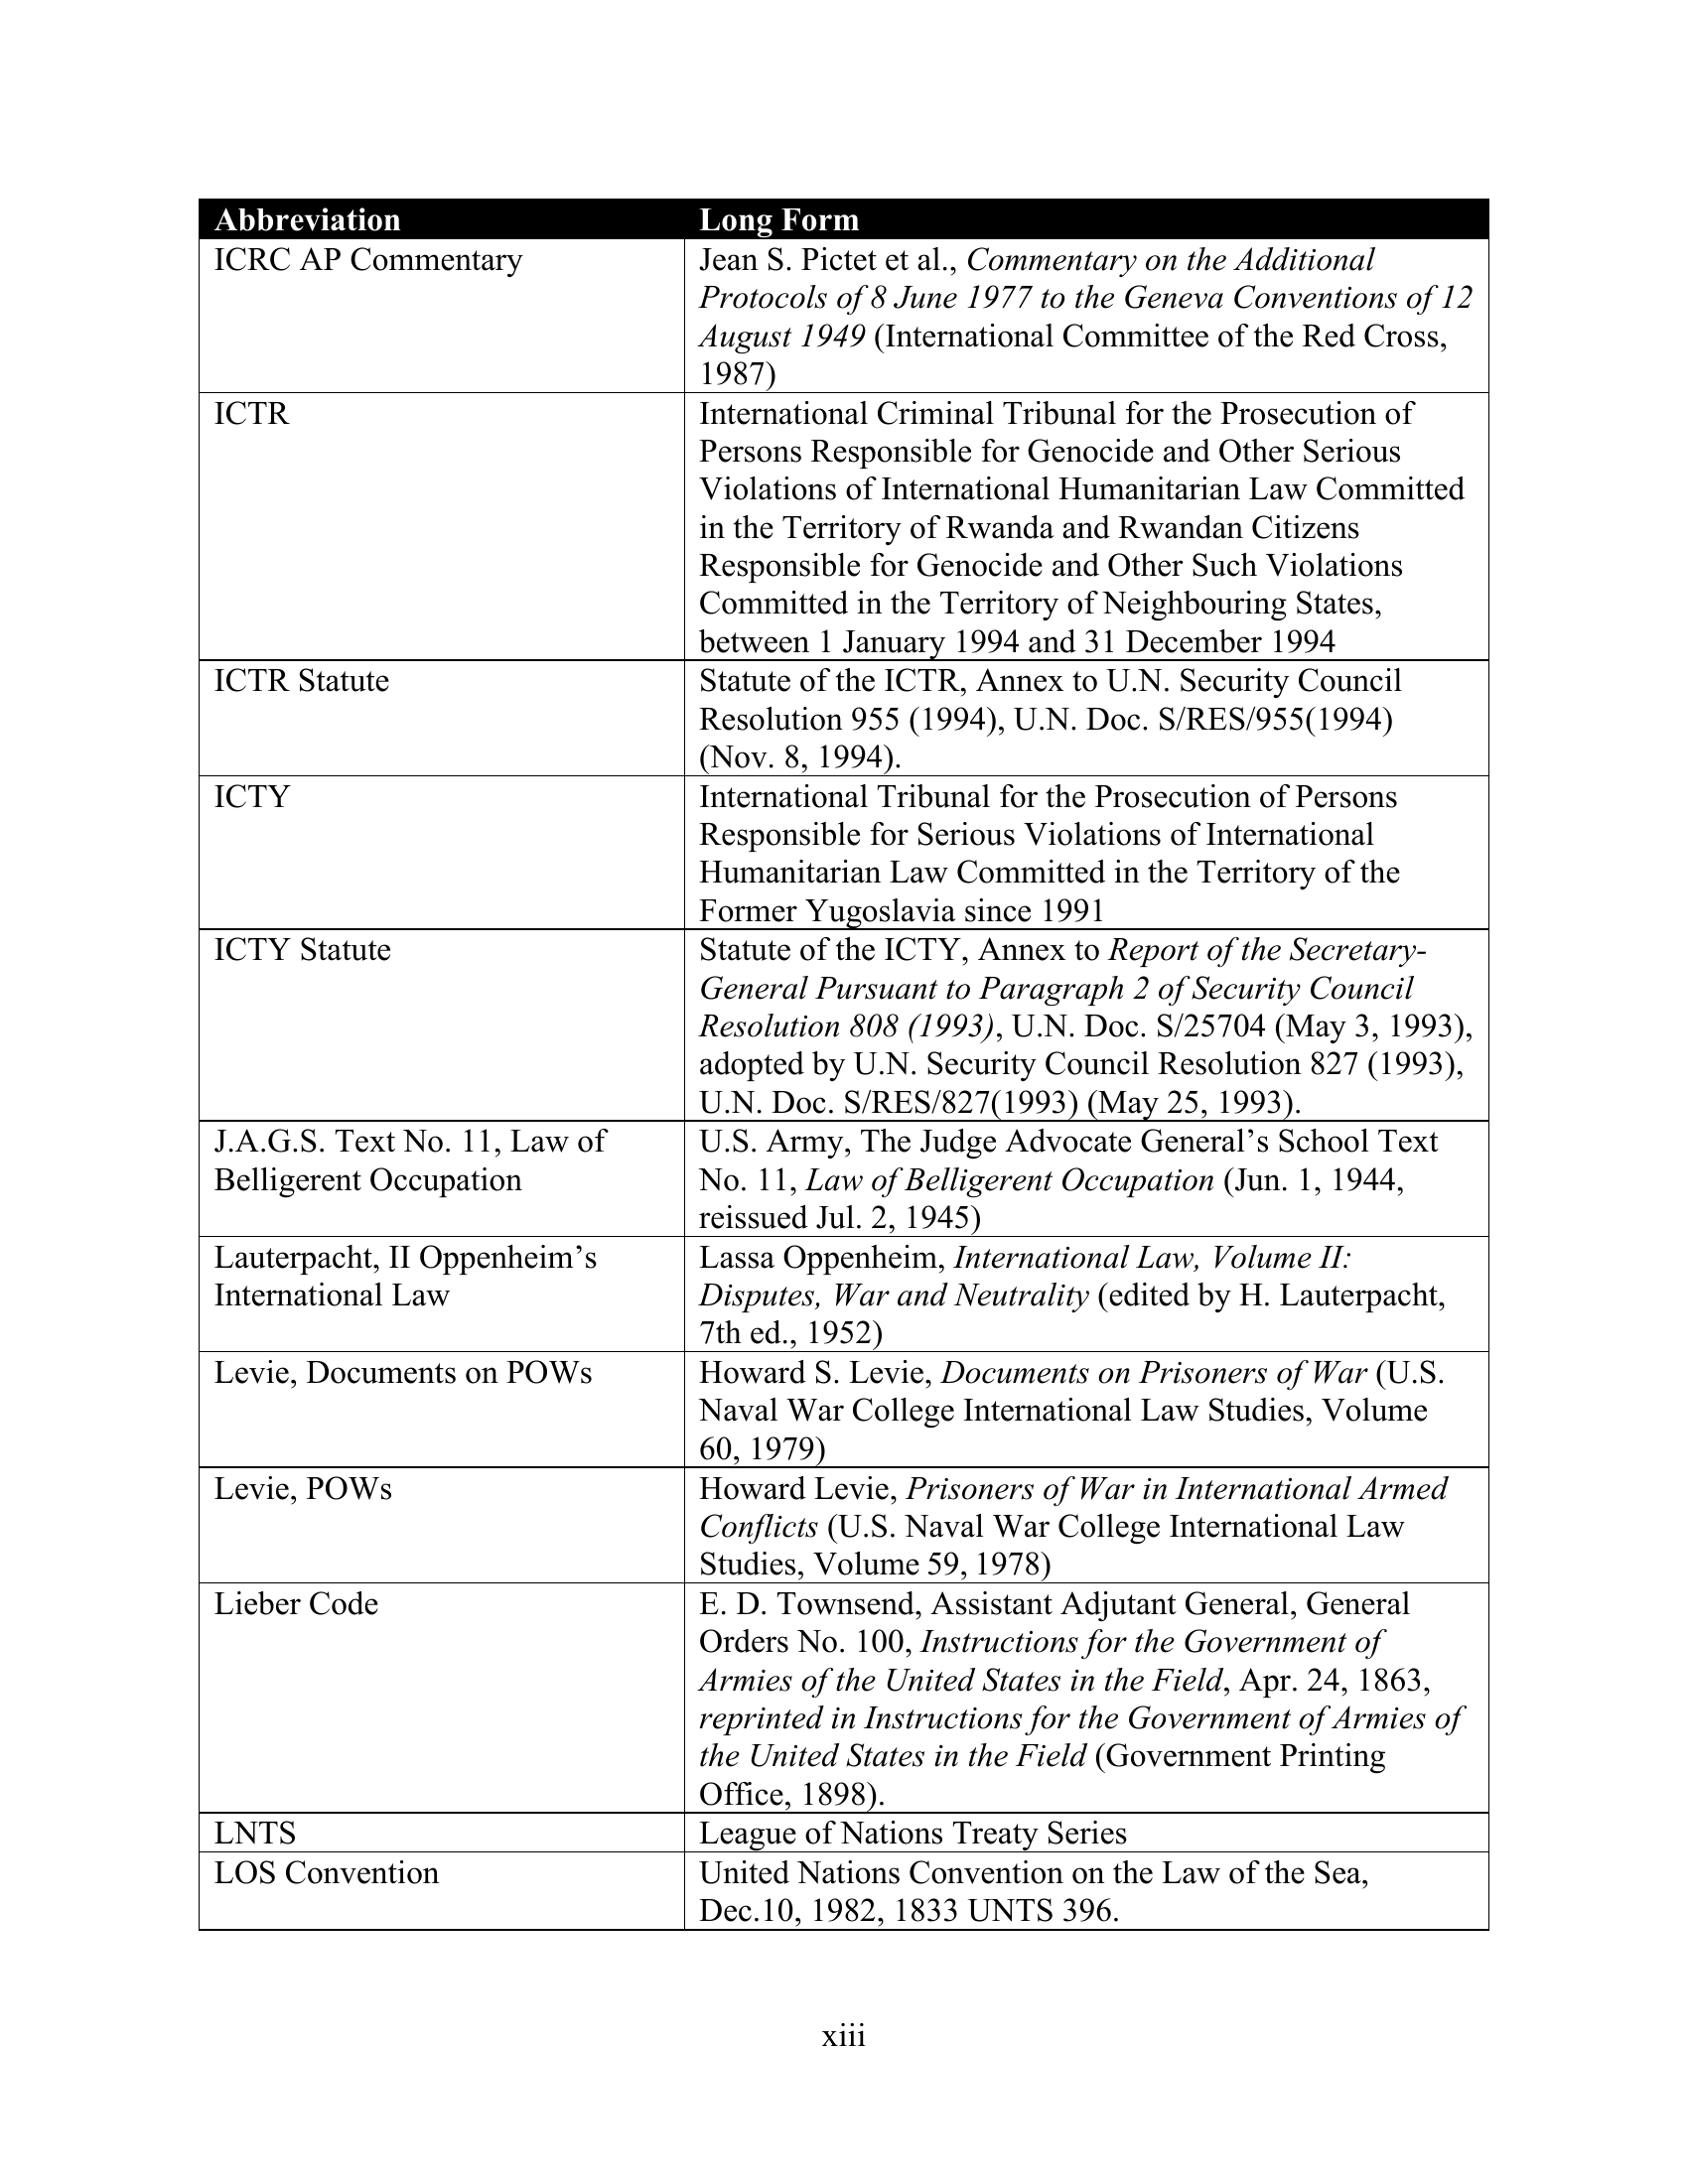 Abbreviation Long Form
ICRC AP Commentary Jean S. Pictet et al., Commentary on the Additional
Protocols of 8 June 1977 to the Geneva Conventions of 12
August 1949 (International Committee of the Red Cross,
1987)
ICTR International Criminal Tribunal for the Prosecution of
Persons Responsible for Genocide and Other Serious
Violations of International Humanitarian Law Committed
in the Territory of Rwanda and Rwandan Citizens
Responsible for Genocide and Other Such Violations
Committed in the Territory of Neighbouring States,
between 1 January 1994 and 31 December 1994
ICTR Statute Statute of the ICTR, Annex to U.N. Security Council
Resolution 955 (1994), U.N. Doc. S/RES/955(1994)
(Nov. 8, 1994).
ICTY International Tribunal for the Prosecution of Persons
Responsible for Serious Violations of International
Humanitarian Law Committed in the Territory of the
Former Yugoslavia since 1991
ICTY Statute Statute of the ICTY, Annex to Report of the Secretary-
General Pursuant to Paragraph 2 of Security Council
Resolution 808 (1993), U.N. Doc. S/25704 (May 3, 1993),
adopted by U.N. Security Council Resolution 827 (1993),
U.N. Doc. S/RES/827(1993) (May 25, 1993).
J.A.G.S. Text No. 11, Law of U.S. Army, The Judge Advocate General’s School Text
Belligerent Occupation No. 11, Law of Belligerent Occupation (Jun. 1, 1944,
reissued Jul. 2, 1945)
Lauterpacht, II Oppenheim’s Lassa Oppenheim, International Law, Volume II:
International Law Disputes, War and Neutrality (edited by H. Lauterpacht,
7th ed., 1952)
Levie, Documents on POWs Howard S. Levie, Documents on Prisoners of War (U.S.
Naval War College International Law Studies, Volume
60, 1979)
Levie, POWs Howard Levie, Prisoners of War in International Armed
Conflicts (U.S. Naval War College International Law
Studies, Volume 59, 1978)
Lieber Code E. D. Townsend, Assistant Adjutant General, General
Orders No. 100, Instructions for the Government of
Armies of the United States in the Field, Apr. 24, 1863,
reprinted in Instructions for the Government of Armies of
the United States in the Field (Government Printing
Office, 1898).
LNTS League of Nations Treaty Series
LOS Convention United Nations Convention on the Law of the Sea,
Dec.10, 1982, 1833 UNTS 396.
xiii